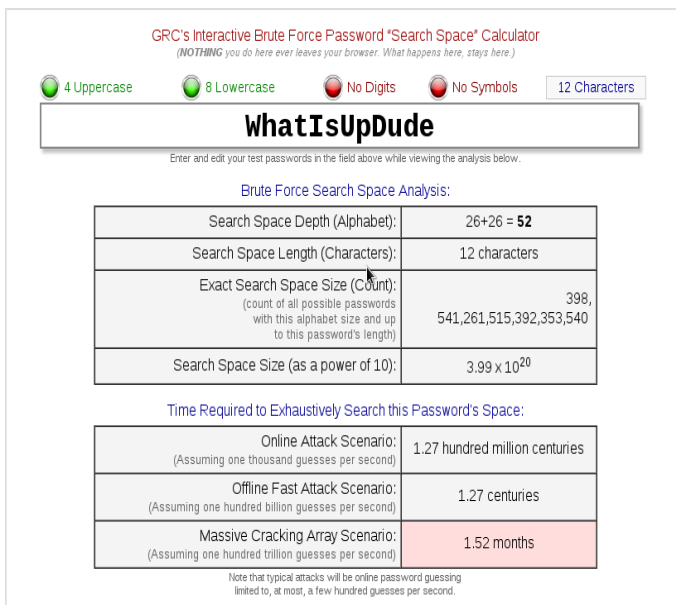 GRC's Interactive Brute Force Password “Search Space” Calculator
(NOTHING you do here ever leaves your browser. What happens here, stays here.)
4 Uppercase 8 Lowercase No Digits No Symbols 12 Characters
WhatIsUpDude
Enter and edit your test passwords in the field above while viewing the analysis below.
Brute Force Search Space Analysis:
Search Space Depth (Alphabet): 26+26 = 52
Search Space Length (Characters): 12 characters
Exact Search Space Size (Count):
(count of all possible passwords
with this alphabet size and up
to this password's length)
398,
541,261,515,392,353,540
Search Space Size (as a power of 10): 3.99 x 10²⁰
Time Required to Exhaustively Search this Password's Space:
Online Attack Scenario:
(Assuming one thousand guesses per second)
1.27 hundred million centuries
Offline Fast Attack Scenario:
(Assuming one hundred billion guesses per second)
1.27 centuries
Massive Cracking Array Scenario:
(Assuming one hundred trillion guesses per second)
1.52 months
Note that typical attacks will be online password guessing
limited to, at most, a few hundred guesses per second.